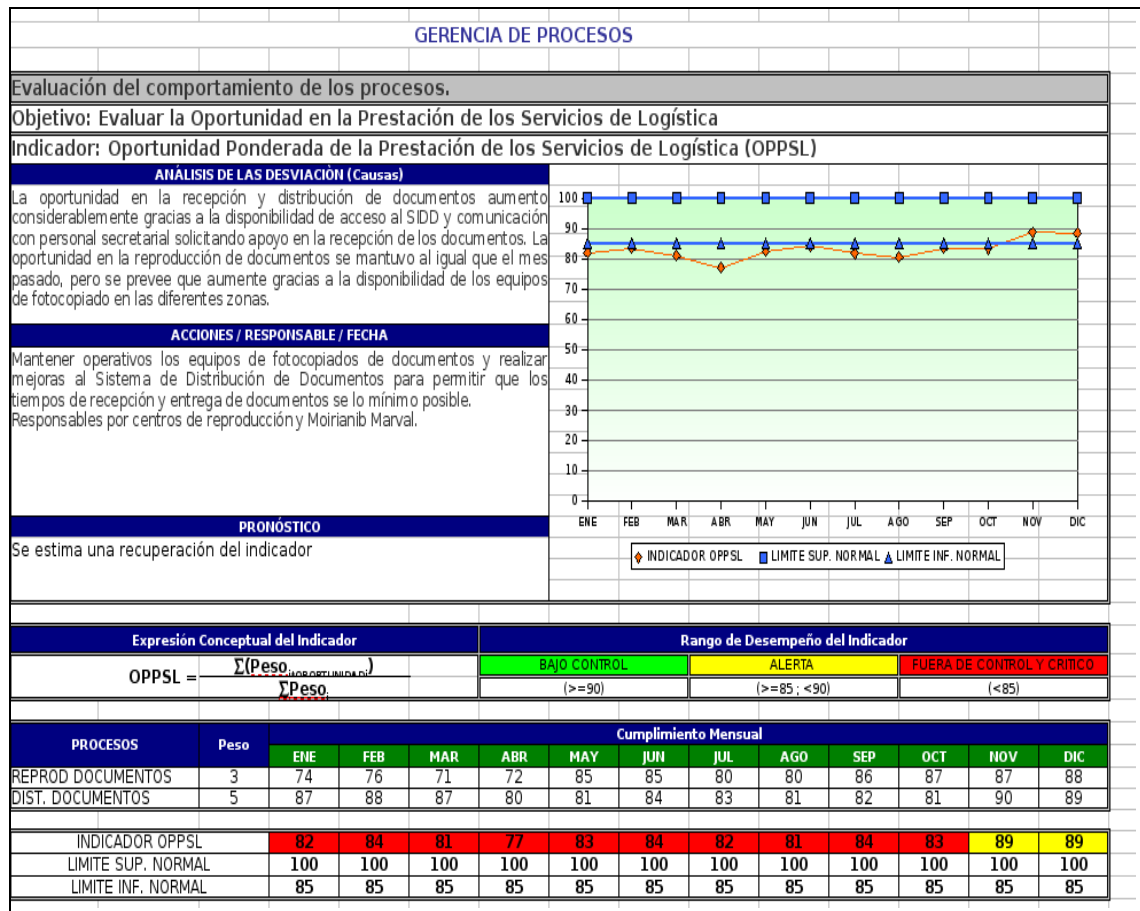 GERENCIA DE PROCESOS
Evaluación del comportamiento de los procesos.
Objetivo: Evaluar la Oportunidad en la Prestación de los Servicios de Logística
Indicador: Oportunidad Ponderada de la Prestación de los Servicios de Logística (OPPSL)
ANÁLISIS DE LAS DESVIACIÒN (Causas)
La oportunidad en la recepción y distribución de documentos aumento
considerablemente gracias a la disponibilidad de acceso al SIDD y comunicación
con personal secretarial solicitando apoyo en la recepción de los documentos. La
oportunidad en la reproducción de documentos se mantuvo al igual que el mes
pasado, pero se prevee que aumente gracias a la disponibilidad de los equipos
de fotocopiado en las diferentes zonas.
ACCIONES / RESPONSABLE / FECHA
Mantener operativos los equipos de fotocopiados de documentos y realizar
mejoras al Sistema de Distribución de Documentos para permitir que los
tiempos de recepción y entrega de documentos se lo mínimo posible.
Responsables por centros de reproducción y Moirianib Marval.
PRONÓSTICO
Se estima una recuperación del indicador
100
90
80
70
60
50
40
30
20
10
0
ENE FEB MAR ABR MAY JUN JUL AGO SEP OCT NOV DIC
INDICADOR OPPSL LIMITE SUP. NORMAL LIMITE INF. NORMAL
Expresión Conceptual del Indicador Rango de Desempeño del Indicador
OPPSL = Σ(Peso )
ΣPeso
BAJO CONTROL ALERTA FUERA DE CONTROL Y CRITICO
(>=90) (>=85 ; <90) (<85)
PROCESOS Peso Cumplimiento Mensual
ENE FEB MAR ABR MAY JUN JUL AGO SEP OCT NOV DIC
REPROD DOCUMENTOS 3 74 76 71 72 85 85 80 80 86 87 87 88
DIST. DOCUMENTOS 5 87 88 87 80 81 84 83 81 82 81 90 89
INDICADOR OPPSL 82 84 81 77 83 84 82 81 84 83 89 89
LIMITE SUP. NORMAL 100 100 100 100 100 100 100 100 100 100 100 100
LIMITE INF. NORMAL 85 85 85 85 85 85 85 85 85 85 85 85